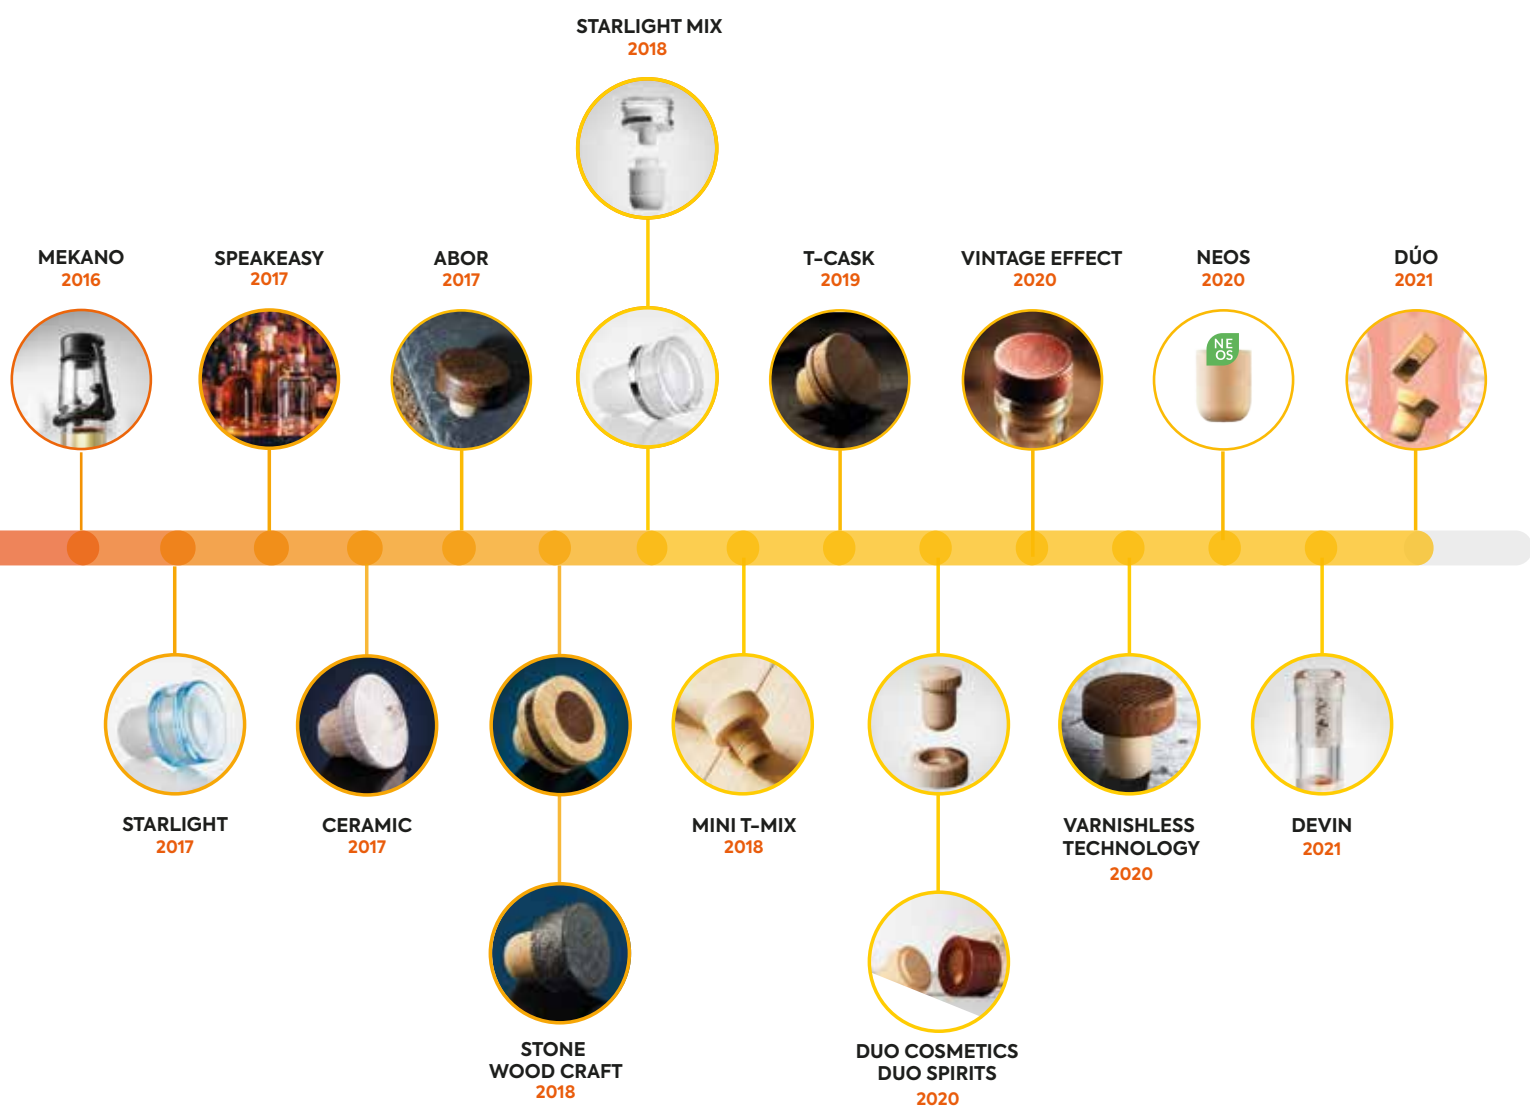 STARLIGHT MIX
2018
MEKANO
2016
SPEAKEASY
2017
ABOR
2017
T-CASK
2019
VINTAGE EFFECT
2020
NEOS
2020
DÚO
2021
NE
OS
STARLIGHT
2017
CERAMIC
2017
MINI T-MIX
2018
VARNISHLESS
TECHNOLOGY
2020
DEVIN
2021
STONE
WOOD CRAFT
2018
DUO COSMETICS
DUO SPIRITS
2020